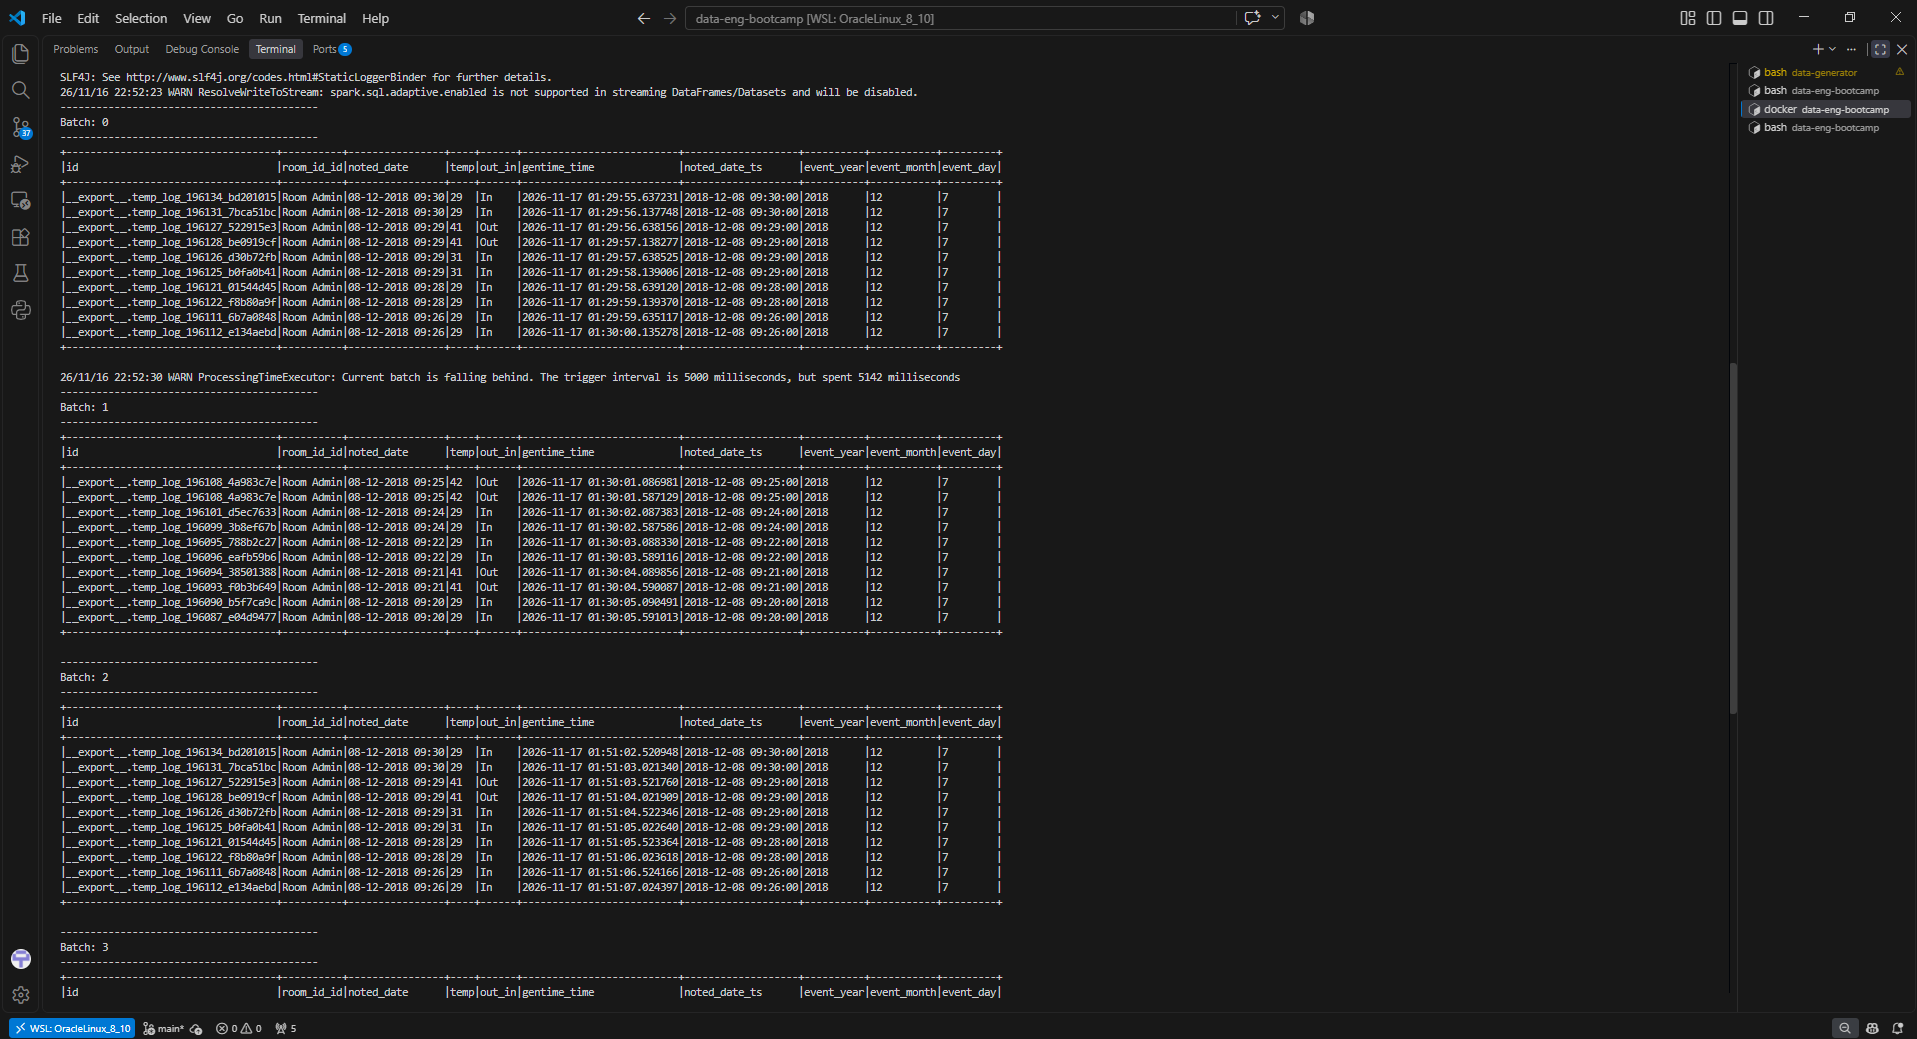 File Edit Selection View Go Run Terminal Help
data-eng-bootcamp [WSL: OracleLinux_8_10]
Problems Output Debug Console Terminal Ports 5
SLF4J: See http://www.slf4j.org/codes.html#StaticLoggerBinder for further details.
26/11/16 22:52:23 WARN ResolveWriteToStream: spark.sql.adaptive.enabled is not supported in streaming DataFrames/Datasets and will be disabled.
-------------------------------------------
Batch: 0
-------------------------------------------
+------------------------------------+----------+----------------+----+------+--------------------------+-------------------+----------+-----------+---------+
|id                                  |room_id_id|noted_date      |temp|out_in|gentime_time              |noted_date_ts      |event_year|event_month|event_day|
+------------------------------------+----------+----------------+----+------+--------------------------+-------------------+----------+-----------+---------+
|__export__.temp_log_196134_bd201015|Room Admin|08-12-2018 09:30|29  |In    |2026-11-17 01:29:55.637231|2018-12-08 09:30:00|2018      |12         |7        |
|__export__.temp_log_196131_7bca51bc|Room Admin|08-12-2018 09:30|29  |In    |2026-11-17 01:29:56.137748|2018-12-08 09:30:00|2018      |12         |7        |
|__export__.temp_log_196127_522915e3|Room Admin|08-12-2018 09:29|41  |Out   |2026-11-17 01:29:56.638156|2018-12-08 09:29:00|2018      |12         |7        |
|__export__.temp_log_196128_be0919cf|Room Admin|08-12-2018 09:29|41  |Out   |2026-11-17 01:29:57.138277|2018-12-08 09:29:00|2018      |12         |7        |
|__export__.temp_log_196126_d30b72fb|Room Admin|08-12-2018 09:29|31  |In    |2026-11-17 01:29:57.638525|2018-12-08 09:29:00|2018      |12         |7        |
|__export__.temp_log_196125_b0fa0b41|Room Admin|08-12-2018 09:29|31  |In    |2026-11-17 01:29:58.139006|2018-12-08 09:29:00|2018      |12         |7        |
|__export__.temp_log_196121_01544d45|Room Admin|08-12-2018 09:28|29  |In    |2026-11-17 01:29:58.639120|2018-12-08 09:28:00|2018      |12         |7        |
|__export__.temp_log_196122_f8b80a9f|Room Admin|08-12-2018 09:28|29  |In    |2026-11-17 01:29:59.139370|2018-12-08 09:28:00|2018      |12         |7        |
|__export__.temp_log_196111_6b7a0848|Room Admin|08-12-2018 09:26|29  |In    |2026-11-17 01:29:59.635117|2018-12-08 09:26:00|2018      |12         |7        |
|__export__.temp_log_196112_e134aebd|Room Admin|08-12-2018 09:26|29  |In    |2026-11-17 01:30:00.135278|2018-12-08 09:26:00|2018      |12         |7        |
+------------------------------------+----------+----------------+----+------+--------------------------+-------------------+----------+-----------+---------+
26/11/16 22:52:30 WARN ProcessingTimeExecutor: Current batch is falling behind. The trigger interval is 5000 milliseconds, but spent 5142 milliseconds
-------------------------------------------
Batch: 1
-------------------------------------------
+------------------------------------+----------+----------------+----+------+--------------------------+-------------------+----------+-----------+---------+
|id                                  |room_id_id|noted_date      |temp|out_in|gentime_time              |noted_date_ts      |event_year|event_month|event_day|
+------------------------------------+----------+----------------+----+------+--------------------------+-------------------+----------+-----------+---------+
|__export__.temp_log_196108_4a983c7e|Room Admin|08-12-2018 09:25|42  |Out   |2026-11-17 01:30:01.086981|2018-12-08 09:25:00|2018      |12         |7        |
|__export__.temp_log_196108_4a983c7e|Room Admin|08-12-2018 09:25|42  |Out   |2026-11-17 01:30:01.587129|2018-12-08 09:25:00|2018      |12         |7        |
|__export__.temp_log_196101_d5ec7633|Room Admin|08-12-2018 09:24|29  |In    |2026-11-17 01:30:02.087383|2018-12-08 09:24:00|2018      |12         |7        |
|__export__.temp_log_196099_3b8ef67b|Room Admin|08-12-2018 09:24|29  |In    |2026-11-17 01:30:02.587586|2018-12-08 09:24:00|2018      |12         |7        |
|__export__.temp_log_196095_788b2c27|Room Admin|08-12-2018 09:22|29  |In    |2026-11-17 01:30:03.088330|2018-12-08 09:22:00|2018      |12         |7        |
|__export__.temp_log_196096_eafb59b6|Room Admin|08-12-2018 09:22|29  |In    |2026-11-17 01:30:03.589116|2018-12-08 09:22:00|2018      |12         |7        |
|__export__.temp_log_196094_38501388|Room Admin|08-12-2018 09:21|41  |Out   |2026-11-17 01:30:04.089856|2018-12-08 09:21:00|2018      |12         |7        |
|__export__.temp_log_196093_f0b3b649|Room Admin|08-12-2018 09:21|41  |Out   |2026-11-17 01:30:04.590087|2018-12-08 09:21:00|2018      |12         |7        |
|__export__.temp_log_196090_b5f7ca9c|Room Admin|08-12-2018 09:20|29  |In    |2026-11-17 01:30:05.090491|2018-12-08 09:20:00|2018      |12         |7        |
|__export__.temp_log_196087_e04d9477|Room Admin|08-12-2018 09:20|29  |In    |2026-11-17 01:30:05.591013|2018-12-08 09:20:00|2018      |12         |7        |
+------------------------------------+----------+----------------+----+------+--------------------------+-------------------+----------+-----------+---------+
-------------------------------------------
Batch: 2
-------------------------------------------
+------------------------------------+----------+----------------+----+------+--------------------------+-------------------+----------+-----------+---------+
|id                                  |room_id_id|noted_date      |temp|out_in|gentime_time              |noted_date_ts      |event_year|event_month|event_day|
+------------------------------------+----------+----------------+----+------+--------------------------+-------------------+----------+-----------+---------+
|__export__.temp_log_196134_bd201015|Room Admin|08-12-2018 09:30|29  |In    |2026-11-17 01:51:02.520948|2018-12-08 09:30:00|2018      |12         |7        |
|__export__.temp_log_196131_7bca51bc|Room Admin|08-12-2018 09:30|29  |In    |2026-11-17 01:51:03.021340|2018-12-08 09:30:00|2018      |12         |7        |
|__export__.temp_log_196127_522915e3|Room Admin|08-12-2018 09:29|41  |Out   |2026-11-17 01:51:03.521760|2018-12-08 09:29:00|2018      |12         |7        |
|__export__.temp_log_196128_be0919cf|Room Admin|08-12-2018 09:29|41  |Out   |2026-11-17 01:51:04.021909|2018-12-08 09:29:00|2018      |12         |7        |
|__export__.temp_log_196126_d30b72fb|Room Admin|08-12-2018 09:29|31  |In    |2026-11-17 01:51:04.522346|2018-12-08 09:29:00|2018      |12         |7        |
|__export__.temp_log_196125_b0fa0b41|Room Admin|08-12-2018 09:29|31  |In    |2026-11-17 01:51:05.022640|2018-12-08 09:29:00|2018      |12         |7        |
|__export__.temp_log_196121_01544d45|Room Admin|08-12-2018 09:28|29  |In    |2026-11-17 01:51:05.523364|2018-12-08 09:28:00|2018      |12         |7        |
|__export__.temp_log_196122_f8b80a9f|Room Admin|08-12-2018 09:28|29  |In    |2026-11-17 01:51:06.023618|2018-12-08 09:28:00|2018      |12         |7        |
|__export__.temp_log_196111_6b7a0848|Room Admin|08-12-2018 09:26|29  |In    |2026-11-17 01:51:06.524166|2018-12-08 09:26:00|2018      |12         |7        |
|__export__.temp_log_196112_e134aebd|Room Admin|08-12-2018 09:26|29  |In    |2026-11-17 01:51:07.024397|2018-12-08 09:26:00|2018      |12         |7        |
+------------------------------------+----------+----------------+----+------+--------------------------+-------------------+----------+-----------+---------+
-------------------------------------------
Batch: 3
-------------------------------------------
+------------------------------------+----------+----------------+----+------+--------------------------+-------------------+----------+-----------+---------+
|id                                  |room_id_id|noted_date      |temp|out_in|gentime_time              |noted_date_ts      |event_year|event_month|event_day|
bash data-generator
bash data-eng-bootcamp
docker data-eng-bootcamp
bash data-eng-bootcamp
37
WSL: OracleLinux_8_10 main* 0 0 5